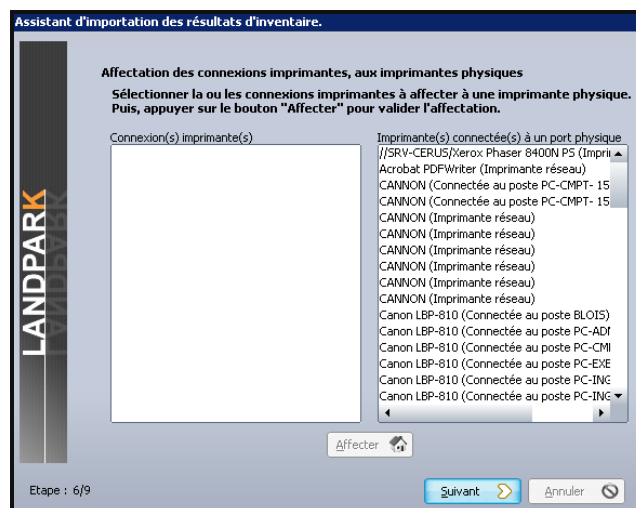 Assistant d'importation des résultats d'inventaire.
Affectation des connexions imprimantes, aux imprimantes physiques
Sélectionner la ou les connexions imprimantes à affecter à une imprimante physique.
Puis, appuyer sur le bouton "Affecter" pour valider l'affectation.
Connexion(s) imprimante(s)
Imprimante(s) connectée(s) à un port physique
//SRV-CERUS/Xerox Phaser 8400N PS (Imprim
Acrobat PDFWriter (Imprimante réseau)
CANNON (Connectée au poste PC-CMPT- 15
CANNON (Connectée au poste PC-CMPT- 15
CANNON (Imprimante réseau)
CANNON (Imprimante réseau)
CANNON (Imprimante réseau)
CANNON (Imprimante réseau)
CANNON (Imprimante réseau)
CANNON (Imprimante réseau)
Canon LBP-810 (Connectée au poste BLOIS)
Canon LBP-810 (Connectée au poste PC-ADM
Canon LBP-810 (Connectée au poste PC-CMI
Canon LBP-810 (Connectée au poste PC-EXE
Canon LBP-810 (Connectée au poste PC-ING
Canon LBP-810 (Connectée au poste PC-ING
LANDPARK
Affecter
Etape : 6/9
Suivant
Annuler